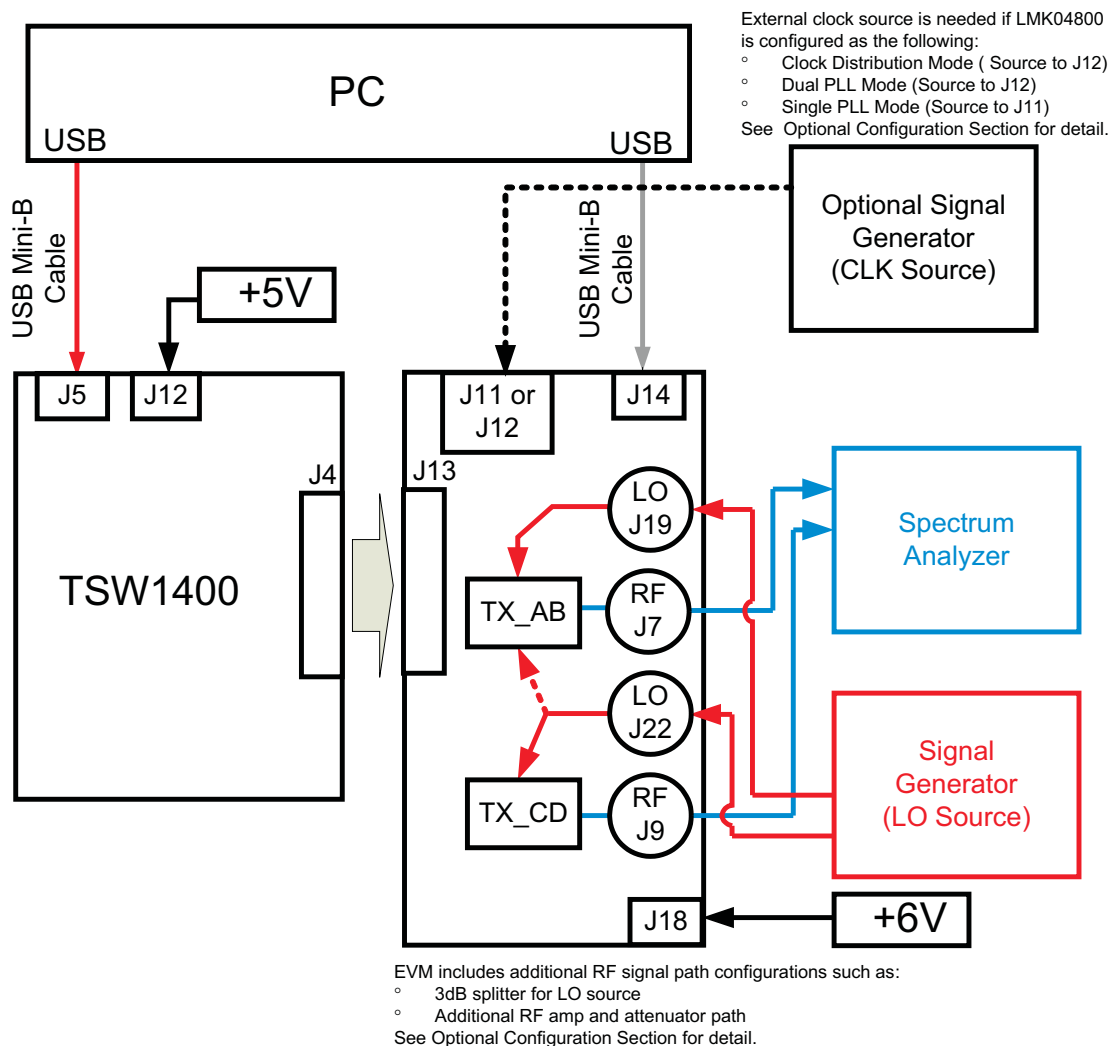 External clock source is needed if LMK04800
is configured as the following:
° Clock Distribution Mode ( Source to J12)
° Dual PLL Mode (Source to J12)
° Single PLL Mode (Source to J11)
See Optional Configuration Section for detail.
PC
USB
USB
USB Mini-B
Cable
USB Mini-B
Cable
Optional Signal
Generator
(CLK Source)
+5V
J5
J12
J11 or
J12
J14
J4
J13
TSW1400
LO
J19
TX_AB
RF
J7
LO
J22
TX_CD
RF
J9
Spectrum
Analyzer
Signal
Generator
(LO Source)
J18
+6V
EVM includes additional RF signal path configurations such as:
° 3dB splitter for LO source
° Additional RF amp and attenuator path
See Optional Configuration Section for detail.